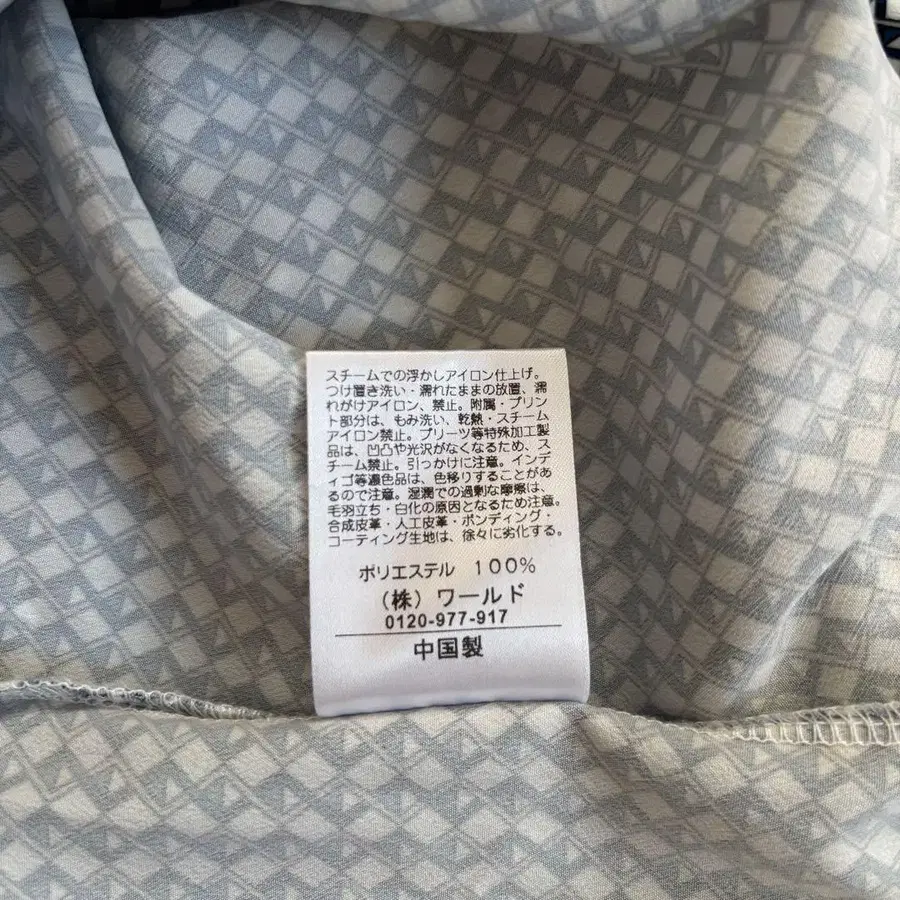 スチームでの浮かしアイロン仕上げ。
つけ置き洗い・濡れたままの放置、濡
れがけアイロン、禁止。附属・プリン
ト部分は、もみ洗い、乾熱・スチーム
アイロン禁止。プリーツ等特殊加工製
品は、凹凸や光沢がなくなるため、ス
チーム禁止。引っかけに注意。インデ
ィゴ等濃色品は、色移りすることがあ
るので注意。湿潤での過剰な摩擦は、
毛羽立ち・白化の原因となるため注意。
合成皮革・人工皮革・ボンディング・
コーティング生地は、徐々に劣化する。
ポリエステル 100%
（株）ワールド
0120-977-917
中国製